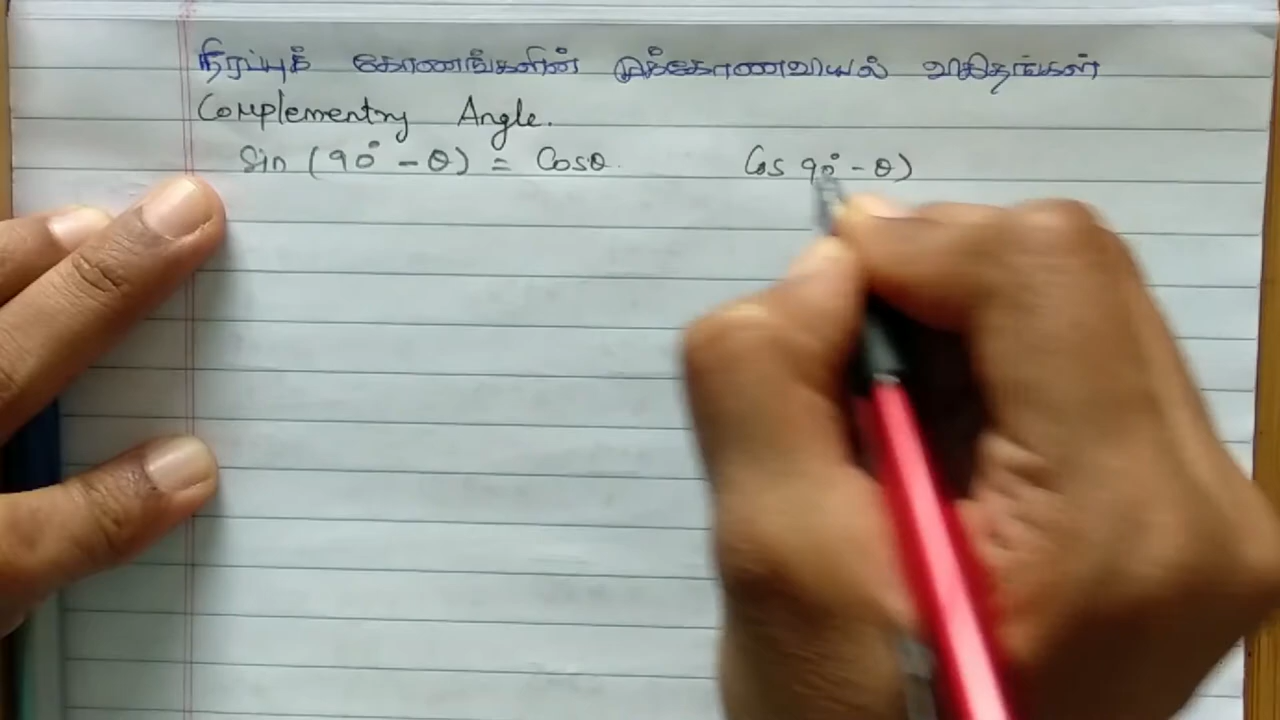 நிரப்புக் கோணங்களின் முக்கோணவியல் விகிதங்கள்
Complementry Angle.
Sin (90° - θ) = Cosθ. Cos 90° - θ)